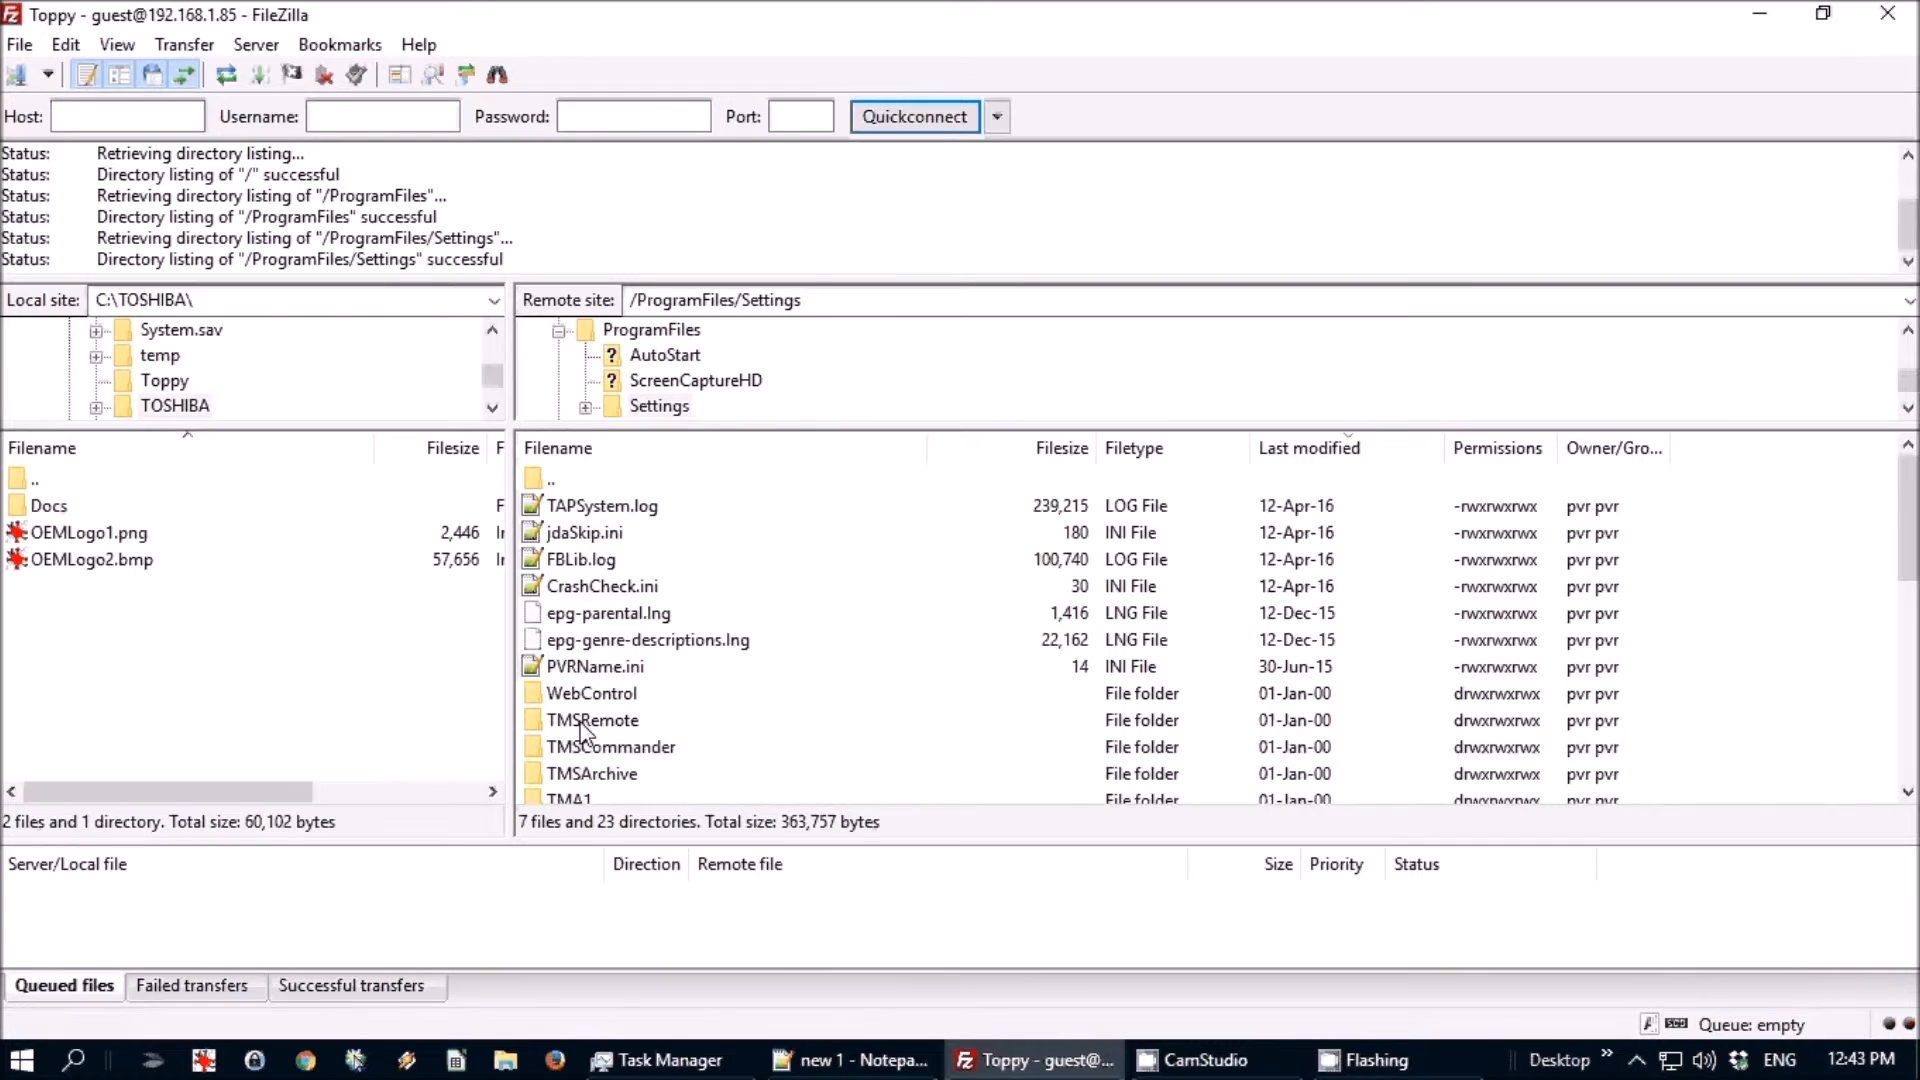 Toppy - guest@192.168.1.85 - FileZilla
File Edit View Transfer Server Bookmarks Help
Host: Username: Password: Port: Quickconnect
Status: Retrieving directory listing...
Status: Directory listing of "/" successful
Status: Retrieving directory listing of "/ProgramFiles"...
Status: Directory listing of "/ProgramFiles" successful
Status: Retrieving directory listing of "/ProgramFiles/Settings"...
Status: Directory listing of "/ProgramFiles/Settings" successful
Local site: C:\TOSHIBA\
System.sav
temp
Toppy
TOSHIBA
Remote site: /ProgramFiles/Settings
ProgramFiles
? AutoStart
? ScreenCaptureHD
Settings
Filename Filesize F
..
Docs F
OEMLogo1.png 2,446 Ir
OEMLogo2.bmp 57,656 Ir
2 files and 1 directory. Total size: 60,102 bytes
Filename Filesize Filetype Last modified Permissions Owner/Gro...
..
TAPSystem.log 239,215 LOG File 12-Apr-16 -rwxrwxrwx pvr pvr
jdaSkip.ini 180 INI File 12-Apr-16 -rwxrwxrwx pvr pvr
FBLib.log 100,740 LOG File 12-Apr-16 -rwxrwxrwx pvr pvr
CrashCheck.ini 30 INI File 12-Apr-16 -rwxrwxrwx pvr pvr
epg-parental.lng 1,416 LNG File 12-Dec-15 -rwxrwxrwx pvr pvr
epg-genre-descriptions.lng 22,162 LNG File 12-Dec-15 -rwxrwxrwx pvr pvr
PVRName.ini 14 INI File 30-Jun-15 -rwxrwxrwx pvr pvr
WebControl File folder 01-Jan-00 drwxrwxrwx pvr pvr
TMSRemote File folder 01-Jan-00 drwxrwxrwx pvr pvr
TMSCommander File folder 01-Jan-00 drwxrwxrwx pvr pvr
TMSArchive File folder 01-Jan-00 drwxrwxrwx pvr pvr
TMA1 File folder 01-Jan-00 drwxrwxrwx pvr pvr
7 files and 23 directories. Total size: 363,757 bytes
Server/Local file Direction Remote file Size Priority Status
Queued files Failed transfers Successful transfers
Queue: empty
Task Manager new 1 - Notepa... Toppy - guest@... CamStudio Flashing Desktop ENG 12:43 PM